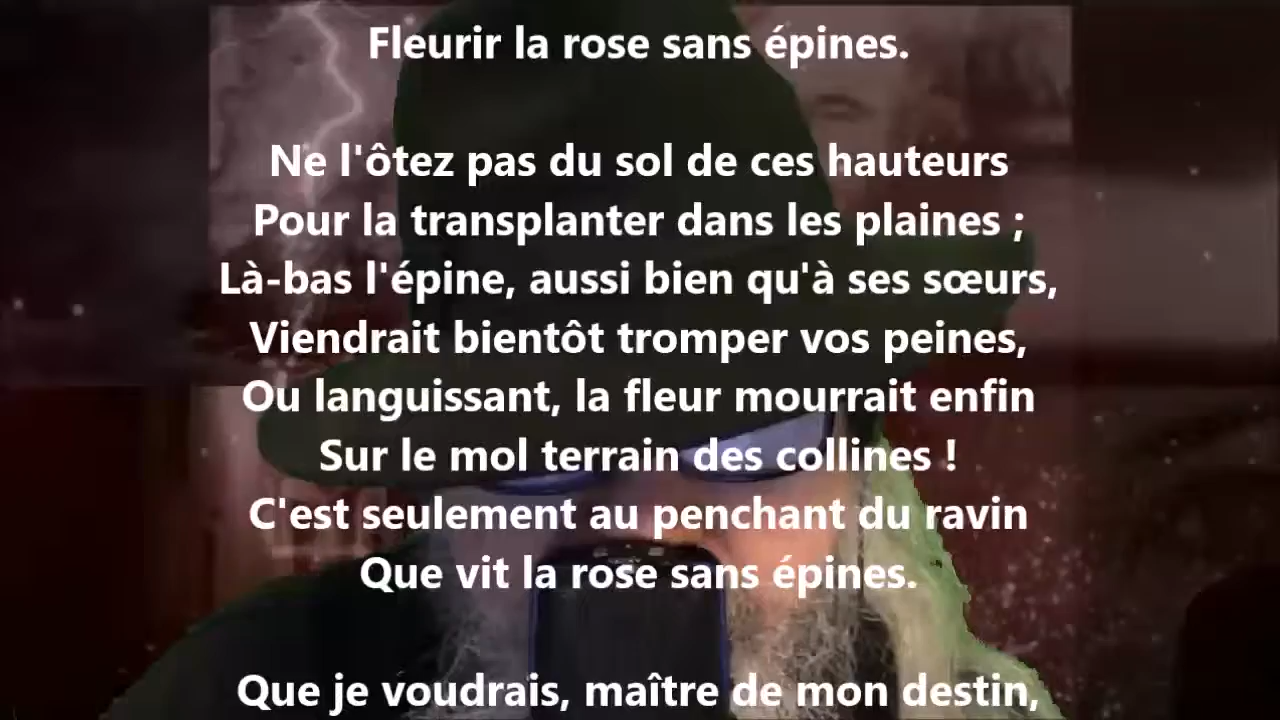 Fleurir la rose sans épines.
Ne l'ôtez pas du sol de ces hauteurs
Pour la transplanter dans les plaines ;
Là-bas l'épine, aussi bien qu'à ses sœurs,
Viendrait bientôt tromper vos peines,
Ou languissant, la fleur mourrait enfin
Sur le mol terrain des collines !
C'est seulement au penchant du ravin
Que vit la rose sans épines.
Que je voudrais, maître de mon destin,